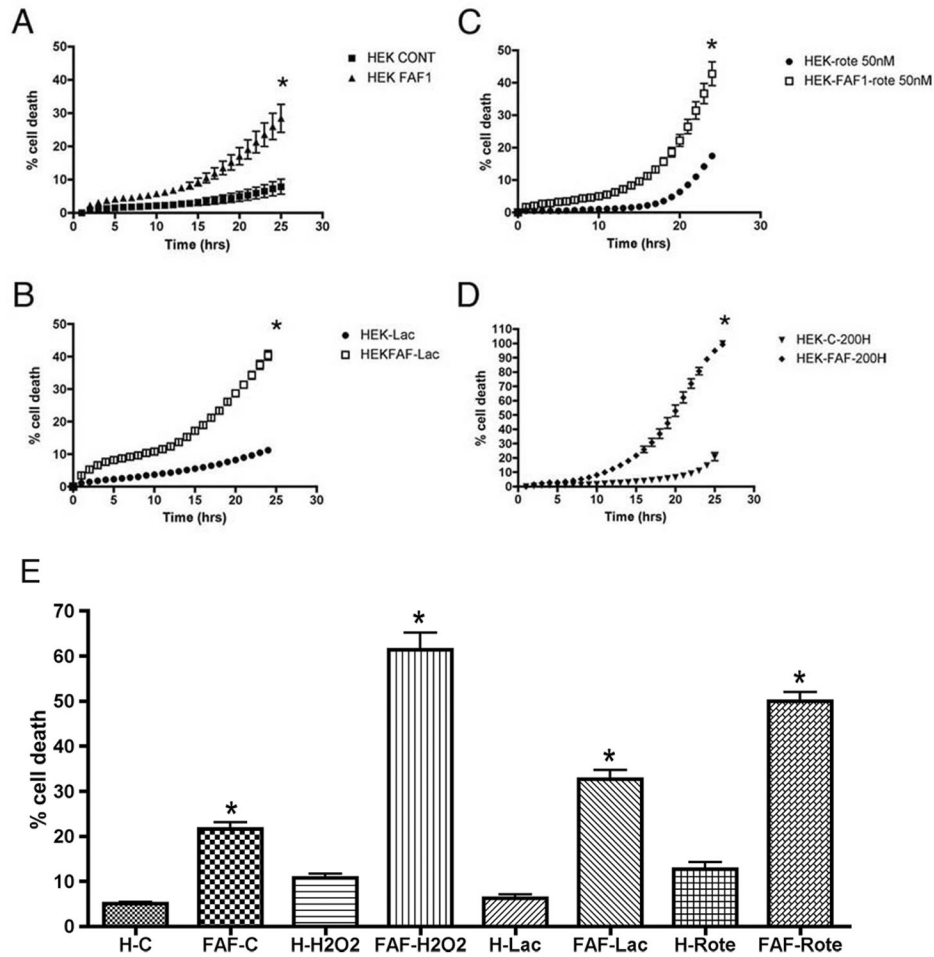 A
HEK CONT
HEK FAF1
*
50
40
30
20
10
0
% cell death
0 5 10 15 20 25 30
Time (hrs)
C
HEK-rote 50nM
HEK-FAF1-rote 50nM
*
50
40
30
20
10
0
% cell death
0 10 20 30
Time (hrs)
B
HEK-Lac
HEKFAF-Lac
*
50
40
30
20
10
0
% cell death
0 5 10 15 20 25 30
Time (hrs)
D
HEK-C-200H
HEK-FAF-200H
*
110
100
90
80
70
60
50
40
30
20
10
0
% cell death
0 10 20 30
Time (hrs)
E
70
60
50
40
30
20
10
0
% cell death
* * * *
H-C FAF-C H-H2O2 FAF-H2O2 H-Lac FAF-Lac H-Rote FAF-Rote